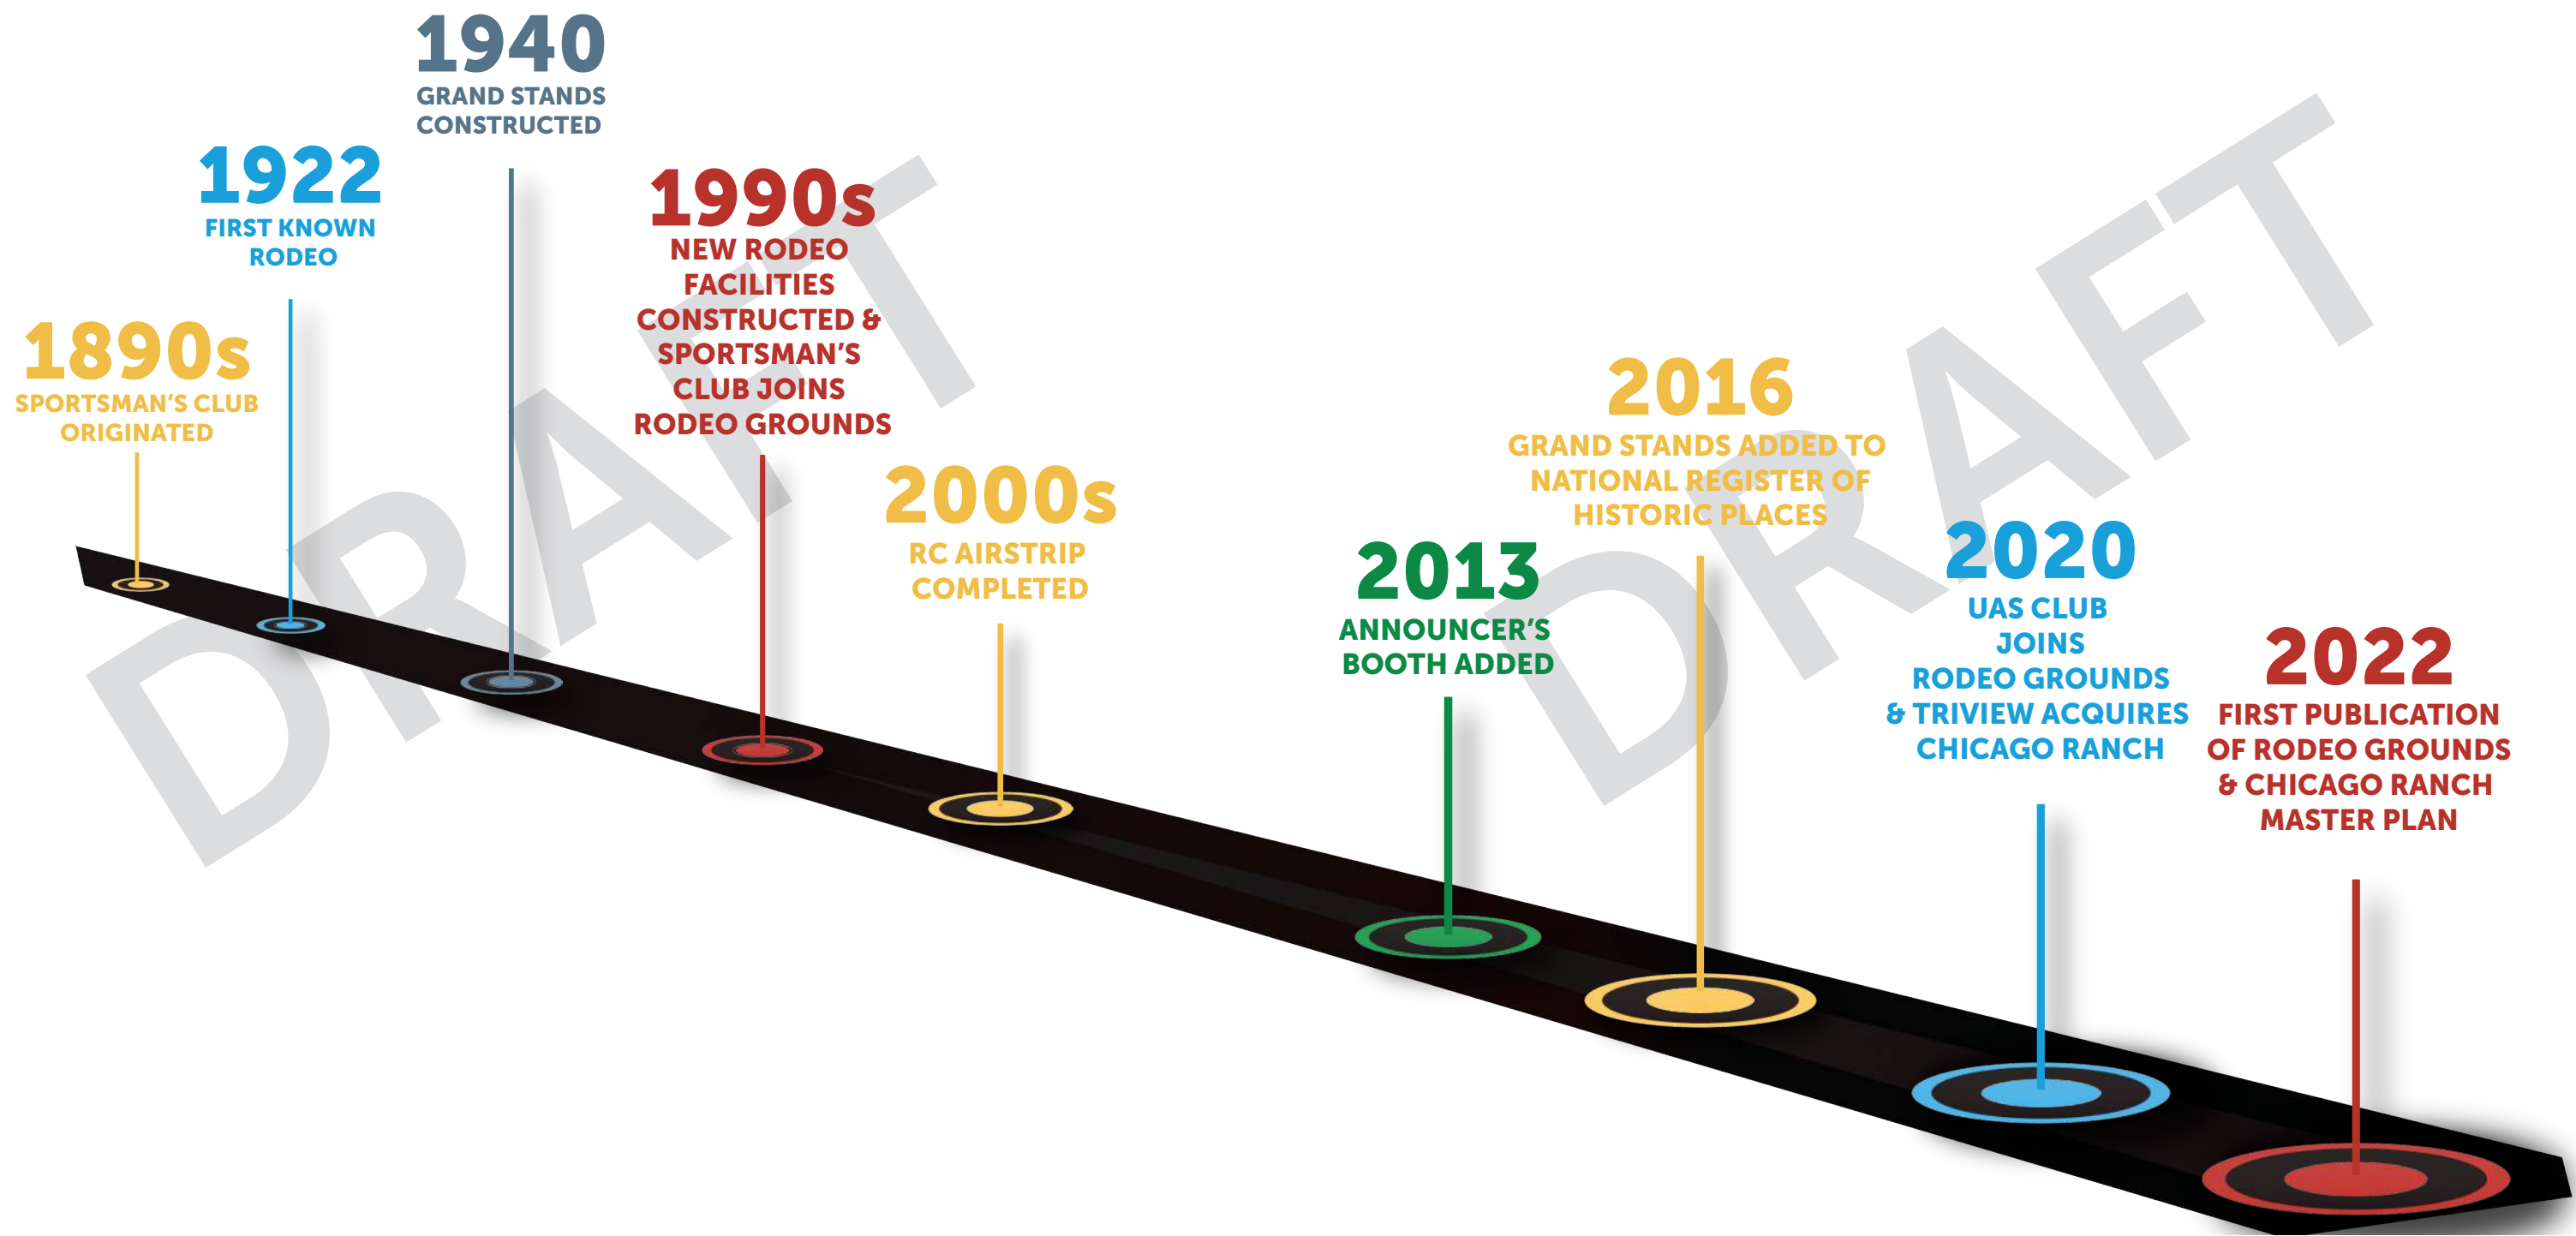 1890s
SPORTSMAN'S CLUB
ORIGINATED
1922
FIRST KNOWN
RODEO
1940
GRAND STANDS
CONSTRUCTED
1990s
NEW RODEO
FACILITIES
CONSTRUCTED &
SPORTSMAN'S
CLUB JOINS
RODEO GROUNDS
2000s
RC AIRSTRIP
COMPLETED
2013
ANNOUNCER'S
BOOTH ADDED
2016
GRAND STANDS ADDED TO
NATIONAL REGISTER OF
HISTORIC PLACES
2020
UAS CLUB
JOINS
RODEO GROUNDS
& TRIVIEW ACQUIRES
CHICAGO RANCH
2022
FIRST PUBLICATION
OF RODEO GROUNDS
& CHICAGO RANCH
MASTER PLAN
DRAFT
DRAFT